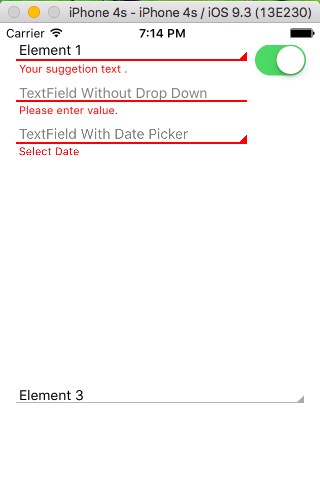 iPhone 4s - iPhone 4s / iOS 9.3 (13E230)
Carrier 7:14 PM
Element 1
Your suggetion text .
TextField Without Drop Down
Please enter value.
TextField With Date Picker
Select Date
Element 3